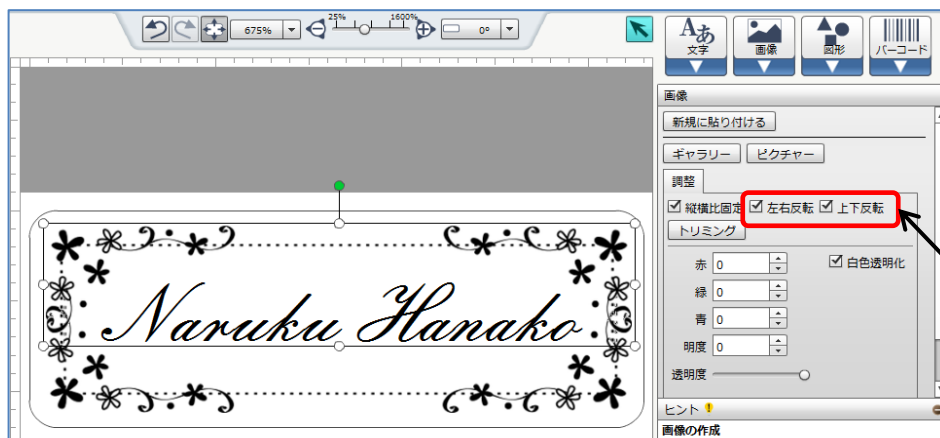 675%
25%
1600%
0°
文字
画像
図形
バーコード
画像
新規に貼り付ける
ギャラリー ピクチャー
調整
縦横比固定 左右反転 上下反転
トリミング
赤 0
白色透明化
緑 0
青 0
明度 0
透明度
Naruku Hanako
ヒント
画像の作成